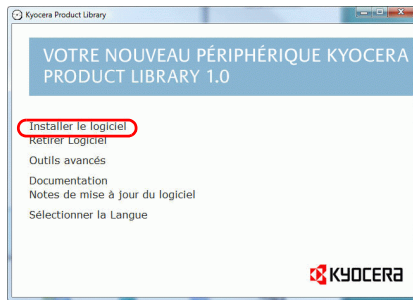 Kyocera Product Library
VOTRE NOUVEAU PÉRIPHÉRIQUE KYOCERA
PRODUCT LIBRARY 1.0
Installer le logiciel
Retirer Logiciel
Outils avancés
Documentation
Notes de mise à jour du logiciel
Sélectionner la Langue
KYOCERA